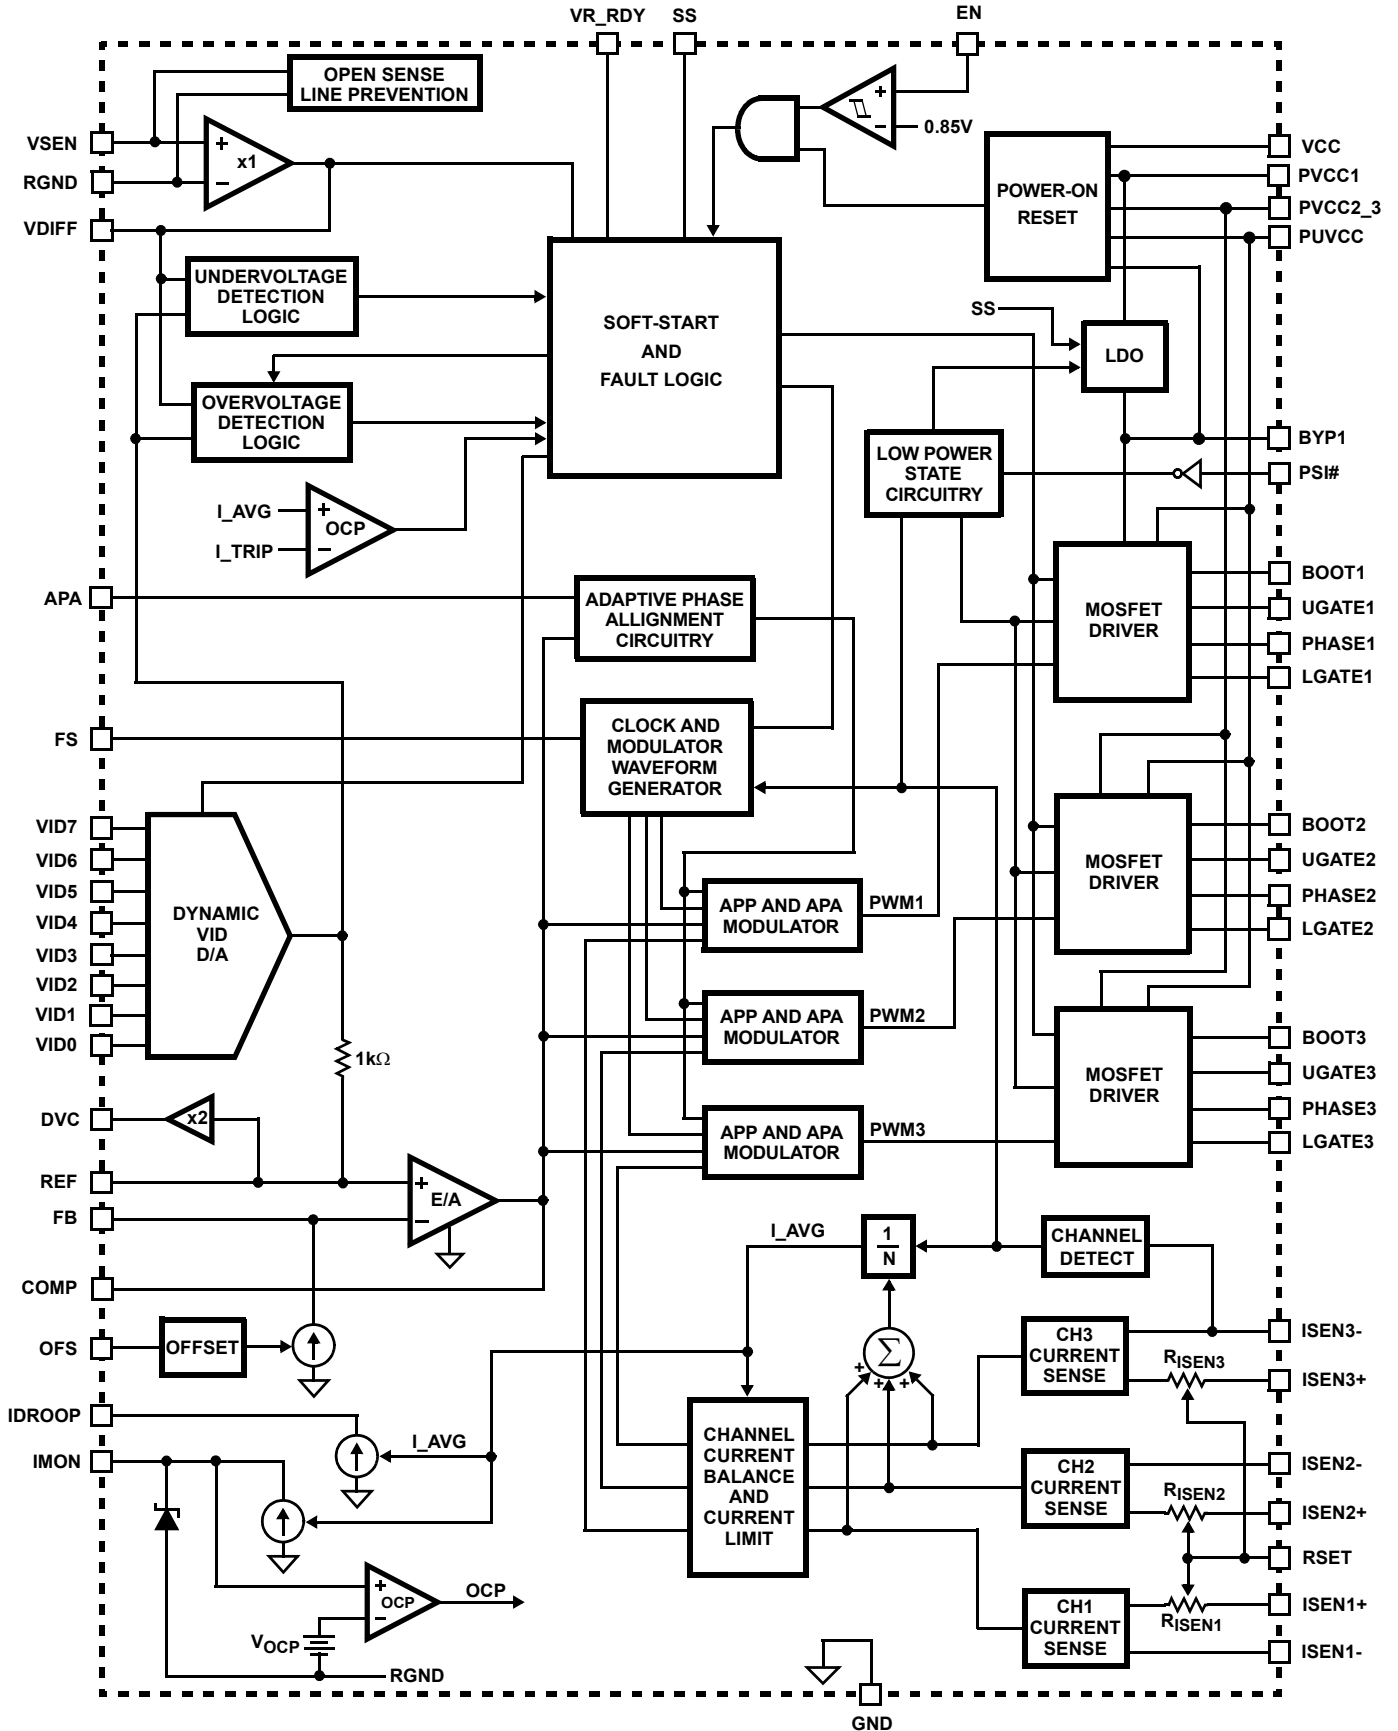 VR_RDY
SS
EN
OPEN SENSE
LINE PREVENTION
VSEN
+
x1
−
RGND
VDIFF
+
−
0.85V
POWER-ON
RESET
VCC
PVCC1
PVCC2_3
PUVCC
UNDERVOLTAGE
DETECTION
LOGIC
SOFT-START
AND
FAULT LOGIC
SS
LDO
OVERVOLTAGE
DETECTION
LOGIC
LOW POWER
STATE
CIRCUITRY
BYP1
PSI#
I_AVG
+
OCP
I_TRIP
−
APA
ADAPTIVE PHASE
ALLIGNMENT
CIRCUITRY
MOSFET
DRIVER
BOOT1
UGATE1
PHASE1
LGATE1
FS
CLOCK AND
MODULATOR
WAVEFORM
GENERATOR
VID7
VID6
VID5
VID4
VID3
VID2
VID1
VID0
DYNAMIC
VID
D/A
APP AND APA
MODULATOR
PWM1
MOSFET
DRIVER
BOOT2
UGATE2
PHASE2
LGATE2
APP AND APA
MODULATOR
PWM2
1kΩ
MOSFET
DRIVER
BOOT3
UGATE3
PHASE3
LGATE3
DVC
x2
APP AND APA
MODULATOR
PWM3
REF
+
E/A
−
FB
COMP
I_AVG
1
N
CHANNEL
DETECT
OFS
OFFSET
Σ
+
+
+
CH3
CURRENT
SENSE
ISEN3-
RISEN3
ISEN3+
IDROOP
I_AVG
IMON
CHANNEL
CURRENT
BALANCE
AND
CURRENT
LIMIT
CH2
CURRENT
SENSE
ISEN2-
RISEN2
ISEN2+
RSET
+
OCP
−
OCP
VOCP
RGND
CH1
CURRENT
SENSE
ISEN1+
RISEN1
ISEN1-
GND